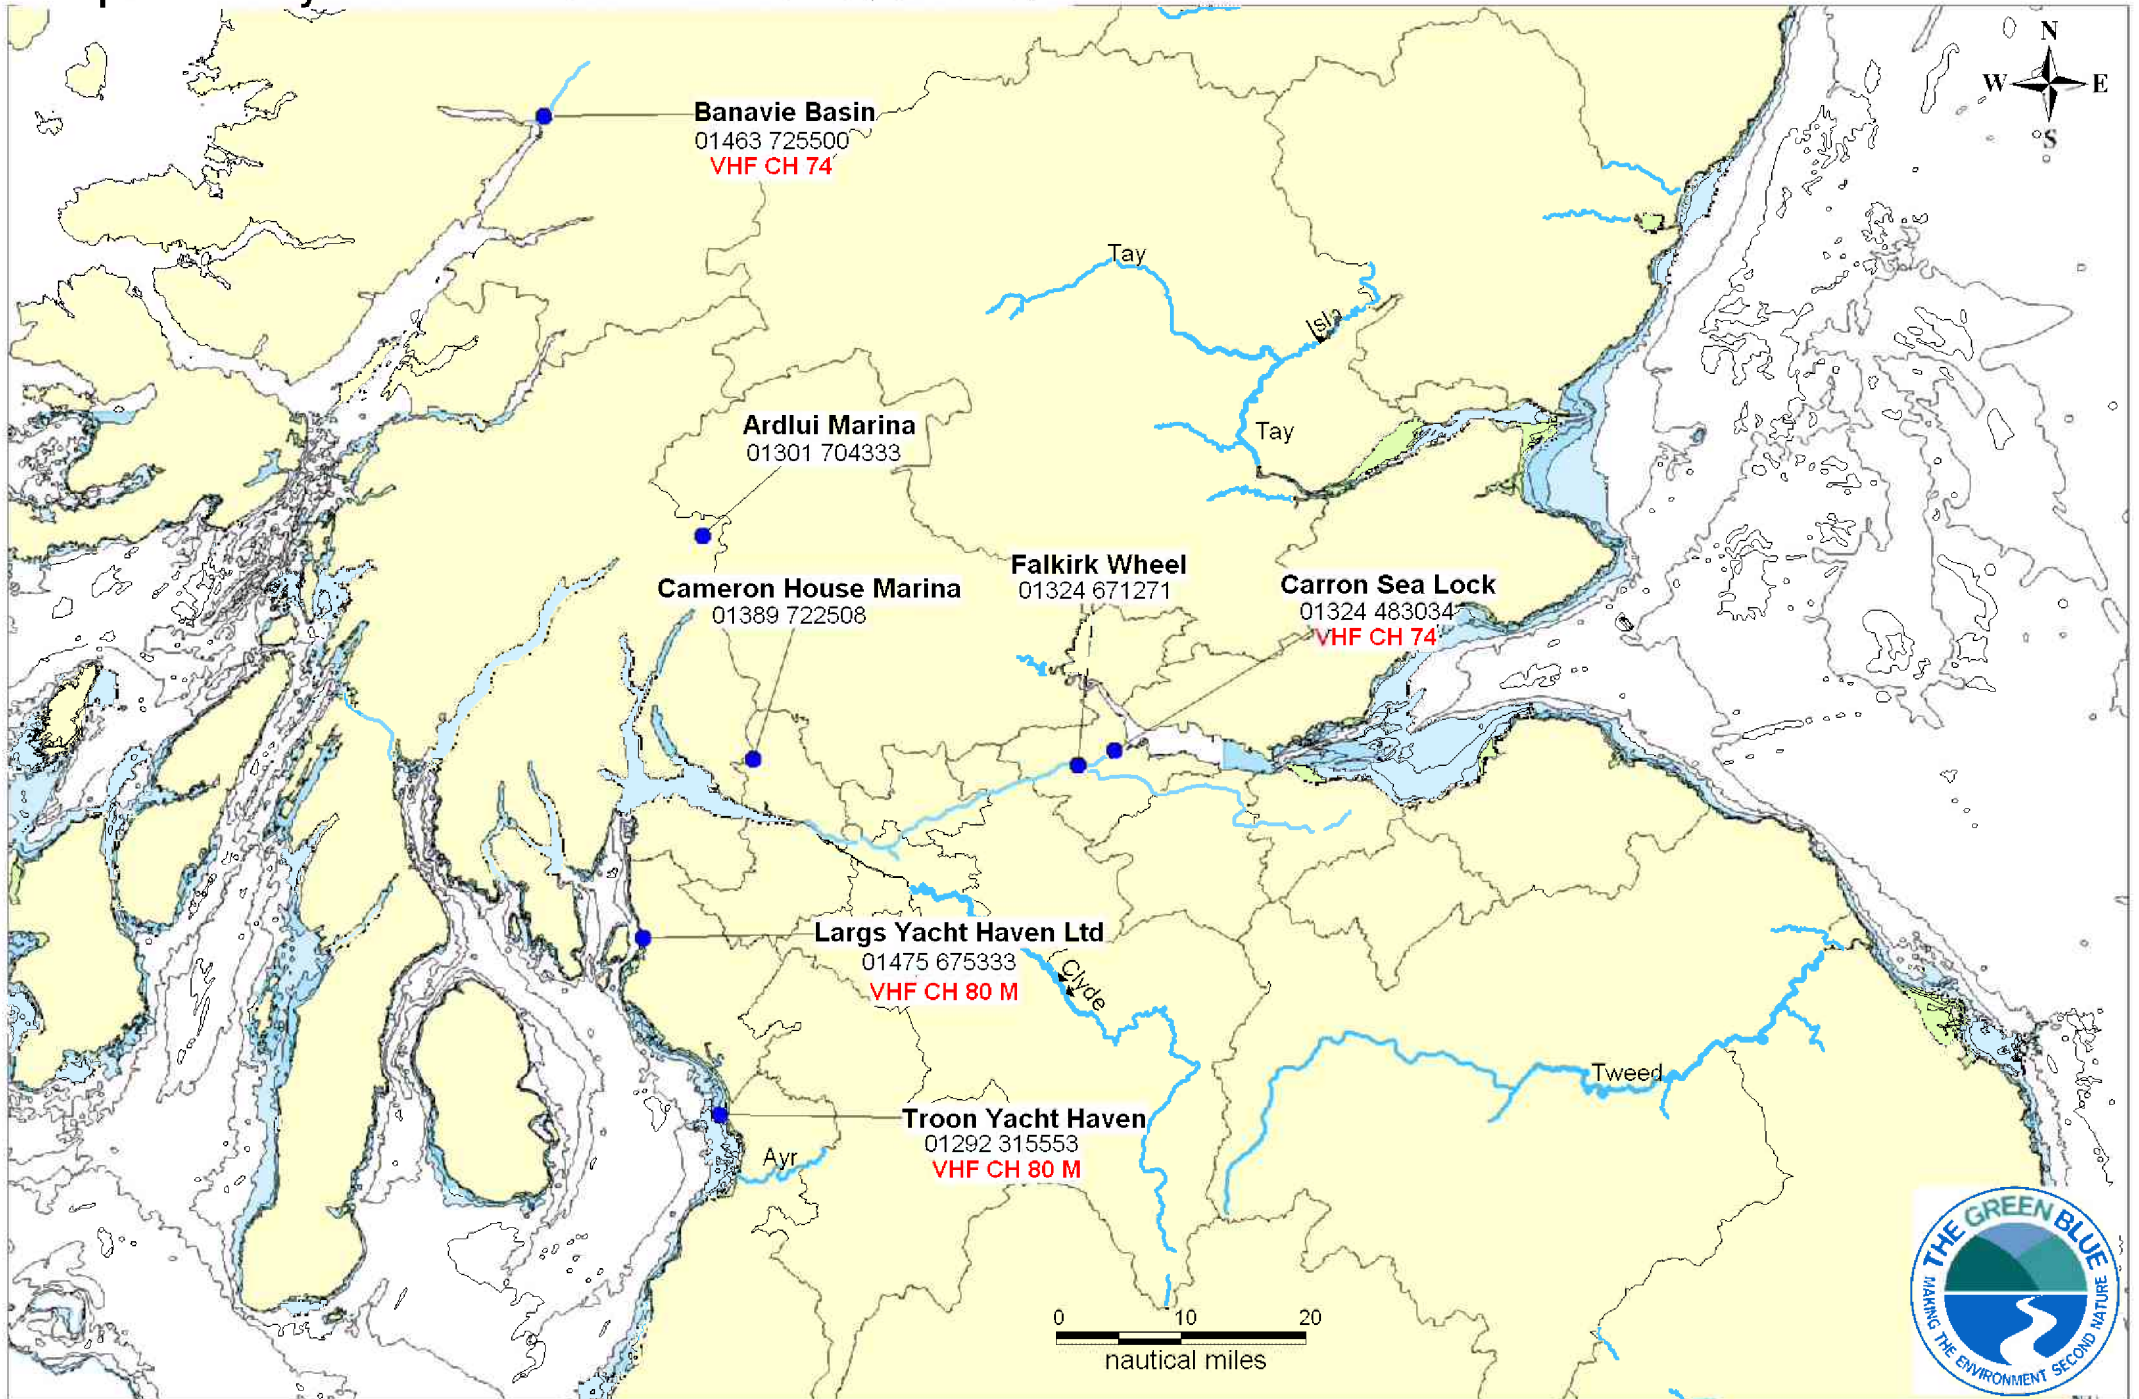 N
W E
S
Banavie Basin
01463 725500
VHF CH 74
Tay
Isla
Ardlui Marina
01301 704333
Tay
Falkirk Wheel
01324 671271
Carron Sea Lock
01324 483034
VHF CH 74
Cameron House Marina
01389 722508
Largs Yacht Haven Ltd
01475 675333
VHF CH 80 M
Clyde
Tweed
Troon Yacht Haven
01292 315553
VHF CH 80 M
Ayr
0 10 20
nautical miles
THE GREEN BLUE
MAKING THE ENVIRONMENT SECOND NATURE